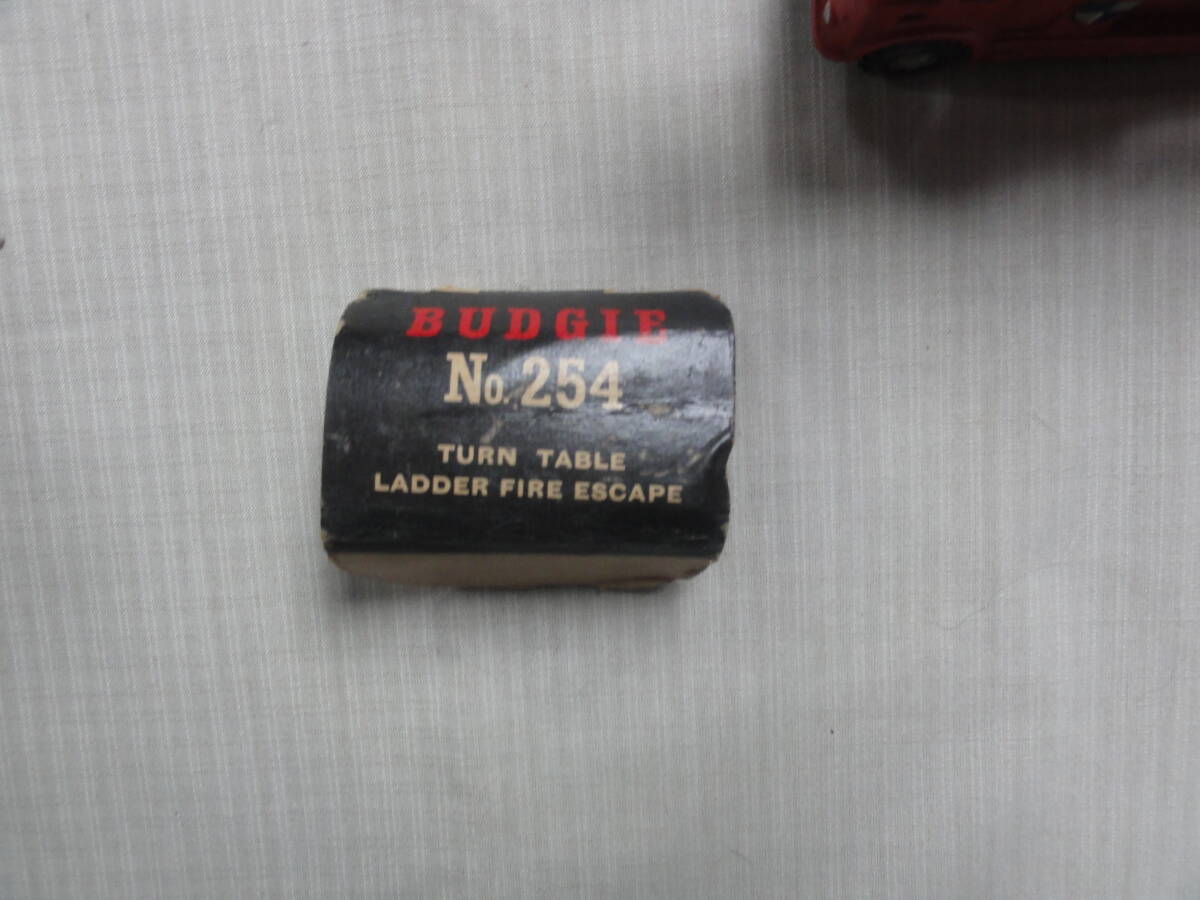 BUDGIE
No. 254
TURN TABLE
LADDER FIRE ESCAPE